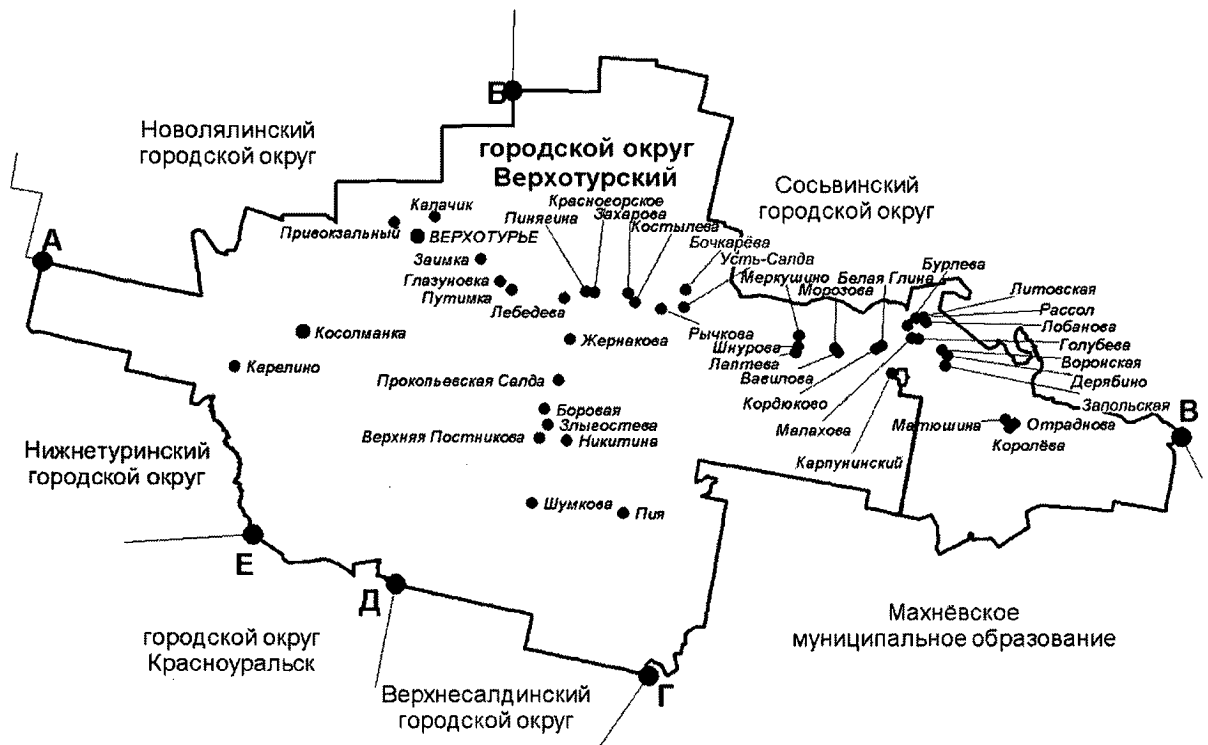 Б
Новолялинский
городской округ
городской округ
Верхотурский
Сосьвинский
городской округ
Калачик
Красногорское
Пинягина
Захарова
Костылева
Привокзальный
ВЕРХОТУРЬЕ
Бочкарёва
А
Заимка
Усть-Салда
Меркушино
Белая Глина
Бурлева
Глазуновка
Путимка
Морозова
Литовская
Лебедева
Рассол
Лобанова
Косолманка
Жернакова
Рычкова
Шнурова
Голубева
Лаптева
Воронская
Карелино
Прокопьевская Салда
Вавилова
Дерябино
Кордюково
Запольская
В
Боровая
Злыгостева
Малахова
Матюшина
Отраднова
Верхняя Постникова
Никитина
Королёва
Нижнетуринский
городской округ
Карпунинский
Шумкова
Пия
Е
Д
Махнёвское
муниципальное образование
городской округ
Красноуральск
Верхнесалдинский
городской округ
Г